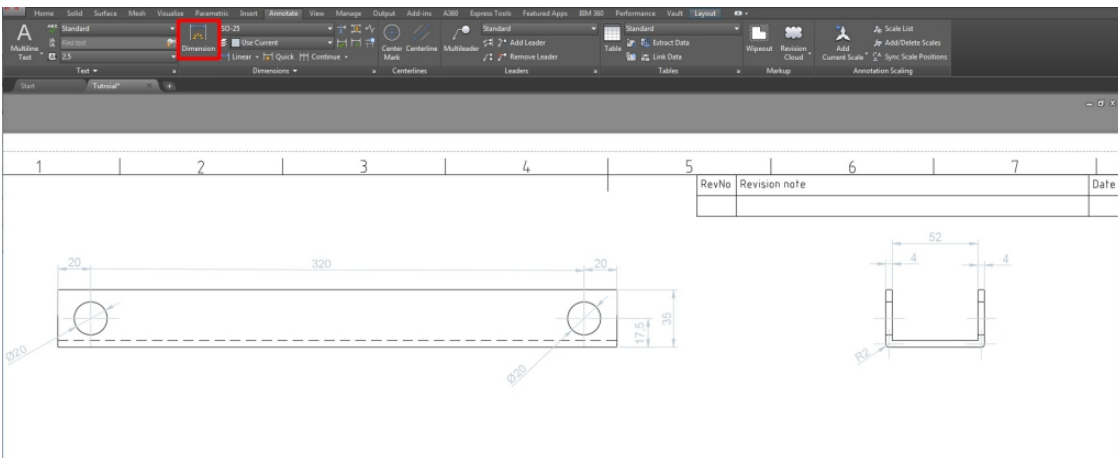 Home Solid Surface Mesh Visualize Parametric Insert Annotate View Manage Output Add-ins A360 Express Tools Featured Apps BIM 360 Performance Vault Layout
A Standard ISO-25 Standard Standard Scale List
Find text Use Current Add Leader Extract Data Add/Delete Scales
Multiline Text 2.5 Dimension Linear Quick Continue Center Mark Centerline Multileader Remove Leader Table Link Data Wipeout Revision Cloud Add Current Scale Sync Scale Positions
Text Dimensions Centerlines Leaders Tables Markup Annotation Scaling
Start Tutroial*
1 2 3 4 5 6 7
RevNo Revision note Date
20 320 20 52
4 4
35
17,5
Ø20 Ø20 R2